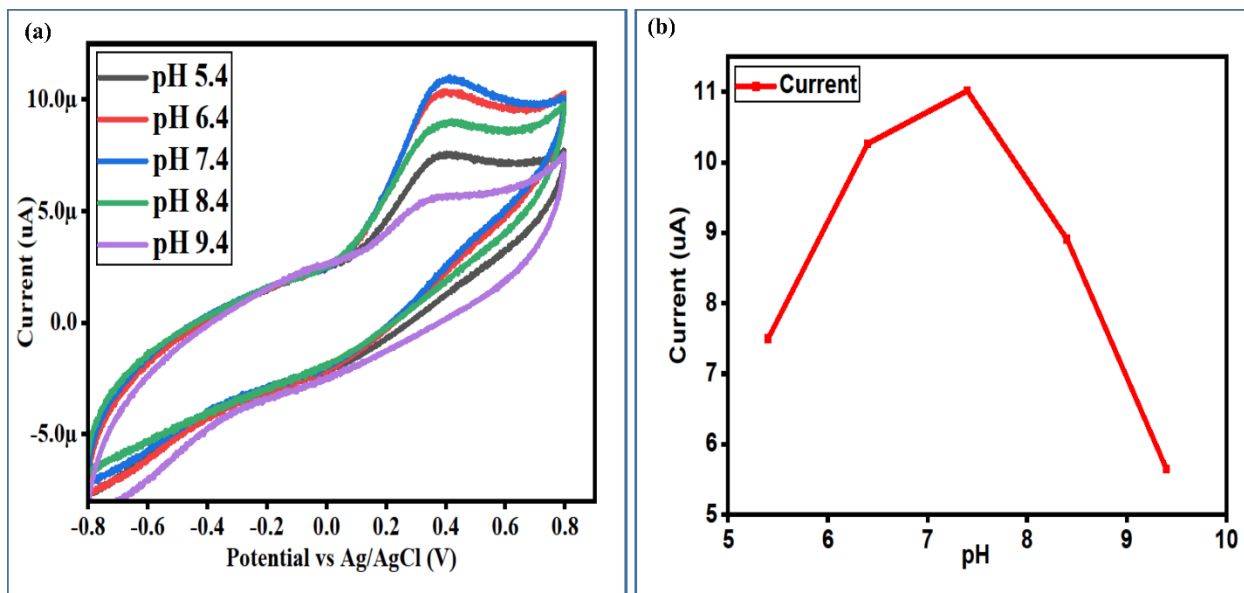 (a)
pH 5.4
pH 6.4
pH 7.4
pH 8.4
pH 9.4
10.0µ
5.0µ
0.0
-5.0µ
Current (uA)
-0.8 -0.6 -0.4 -0.2 0.0 0.2 0.4 0.6 0.8
Potential vs Ag/AgCl (V)
(b)
Current
11
10
9
8
7
6
5
Current (uA)
5 6 7 8 9 10
pH